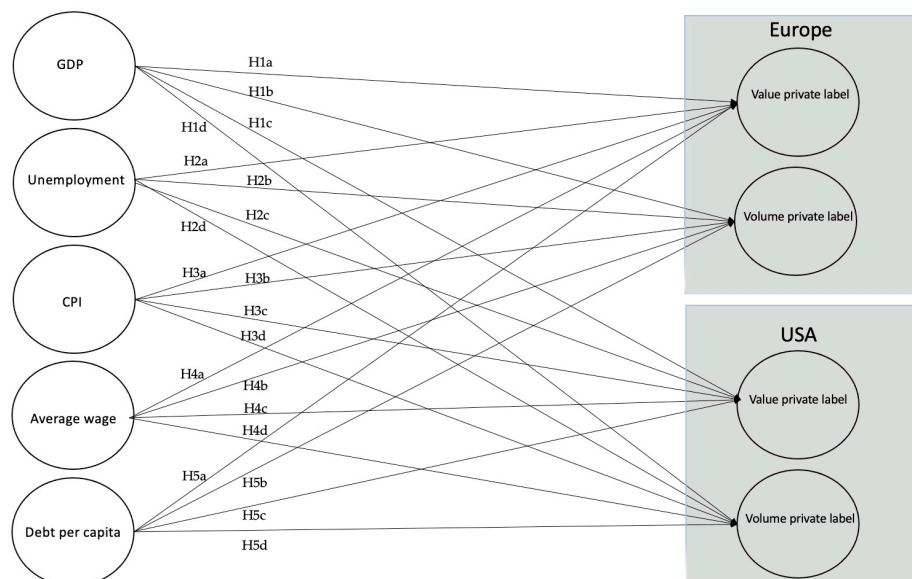 Europe
GDP
H1a
Value private label
H1b
H1d
H1c
H2a
Unemployment
H2b
H2c
Volume private label
H2d
H3a
H3b
CPI
H3c
H3d
USA
H4a
H4b
Value private label
H4c
Average wage
H4d
H5a
H5b
H5c
Volume private label
Debt per capita
H5d